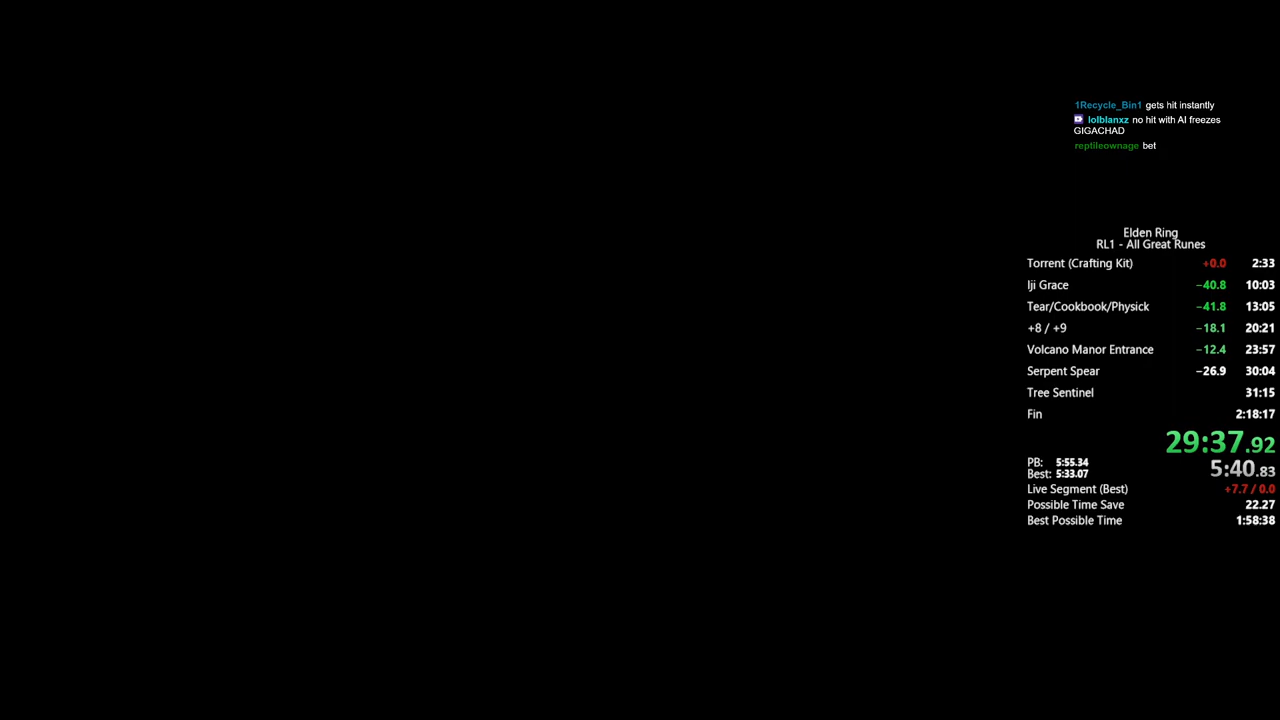 1Recycle_Bin1 gets hit instantly
lolblanxz no hit with AI freezes
GIGACHAD
reptileownage bet
Elden Ring
RL1 - All Great Runes
Torrent (Crafting Kit) +0.0 2:33
Iji Grace −40.8 10:03
Tear/Cookbook/Physick −41.8 13:05
+8 / +9 −18.1 20:21
Volcano Manor Entrance −12.4 23:57
Serpent Spear −26.9 30:04
Tree Sentinel 31:15
Fin 2:18:17
29:37.92
PB: 5:55.34
5:40.83
Best: 5:33.07
Live Segment (Best) +7.7 / 0.0
Possible Time Save 22.27
Best Possible Time 1:58:38